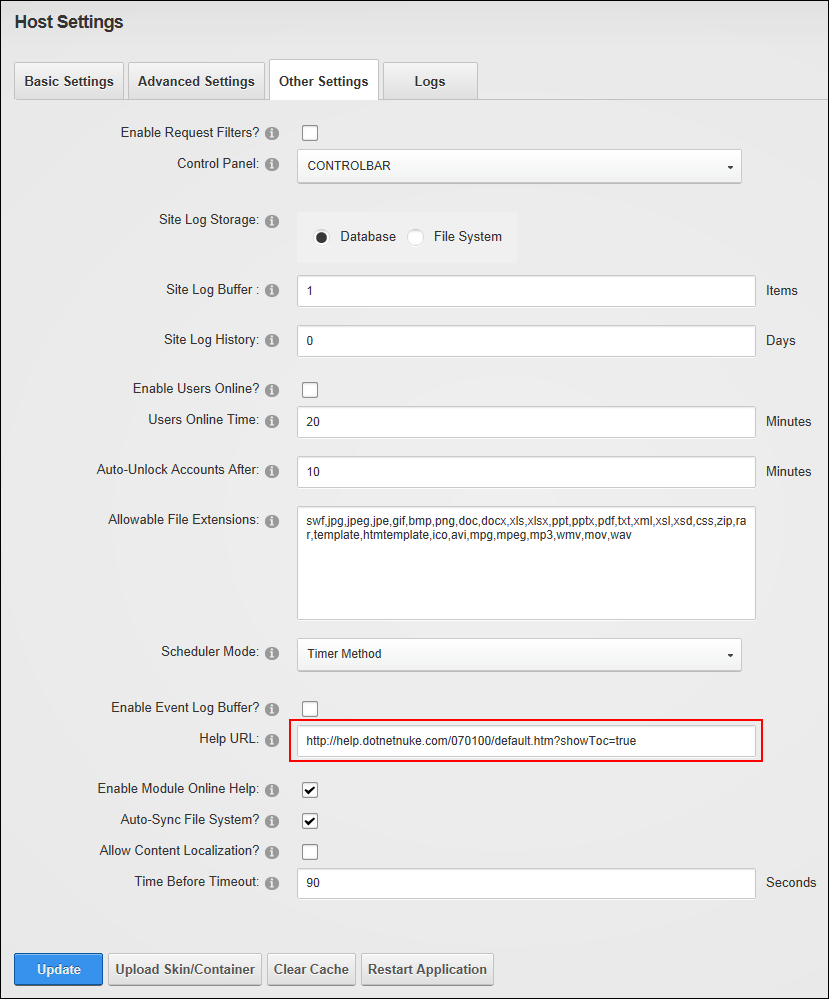 Host Settings
Basic Settings
Advanced Settings
Other Settings
Logs
Enable Request Filters?
Control Panel:
CONTROLBAR
Site Log Storage:
Database
File System
Site Log Buffer :
1
Items
Site Log History:
0
Days
Enable Users Online?
Users Online Time:
20
Minutes
Auto-Unlock Accounts After:
10
Minutes
Allowable File Extensions:
swf,jpg,jpeg,jpe,gif,bmp,png,doc,docx,xls,xlsx,ppt,pptx,pdf,txt,xml,xsl,xsd,css,zip,ra
r,template,htmtemplate,ico,avi,mpg,mpeg,mp3,wmv,mov,wav
Scheduler Mode:
Timer Method
Enable Event Log Buffer?
Help URL:
http://help.dotnetnuke.com/070100/default.htm?showToc=true
Enable Module Online Help:
Auto-Sync File System?
Allow Content Localization?
Time Before Timeout:
90
Seconds
Update
Upload Skin/Container
Clear Cache
Restart Application